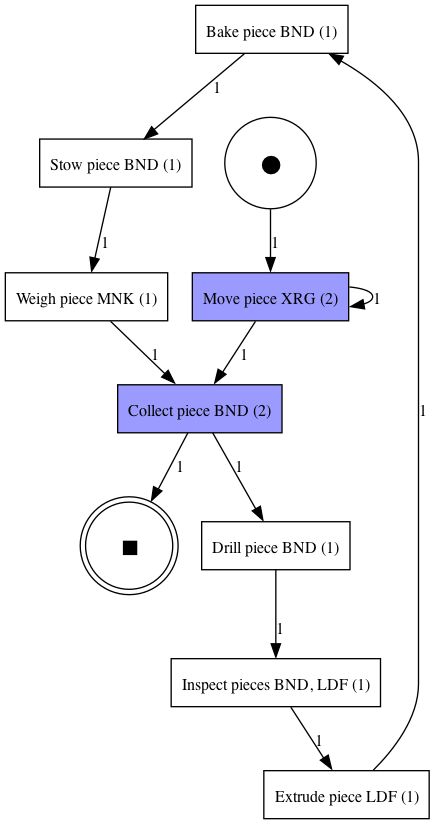 Bake piece BND (1)
1
Stow piece BND (1)
1
1
Weigh piece MNK (1)
Move piece XRG (2)
1
1
1
1
Collect piece BND (2)
1
1
Drill piece BND (1)
1
Inspect pieces BND, LDF (1)
1
Extrude piece LDF (1)